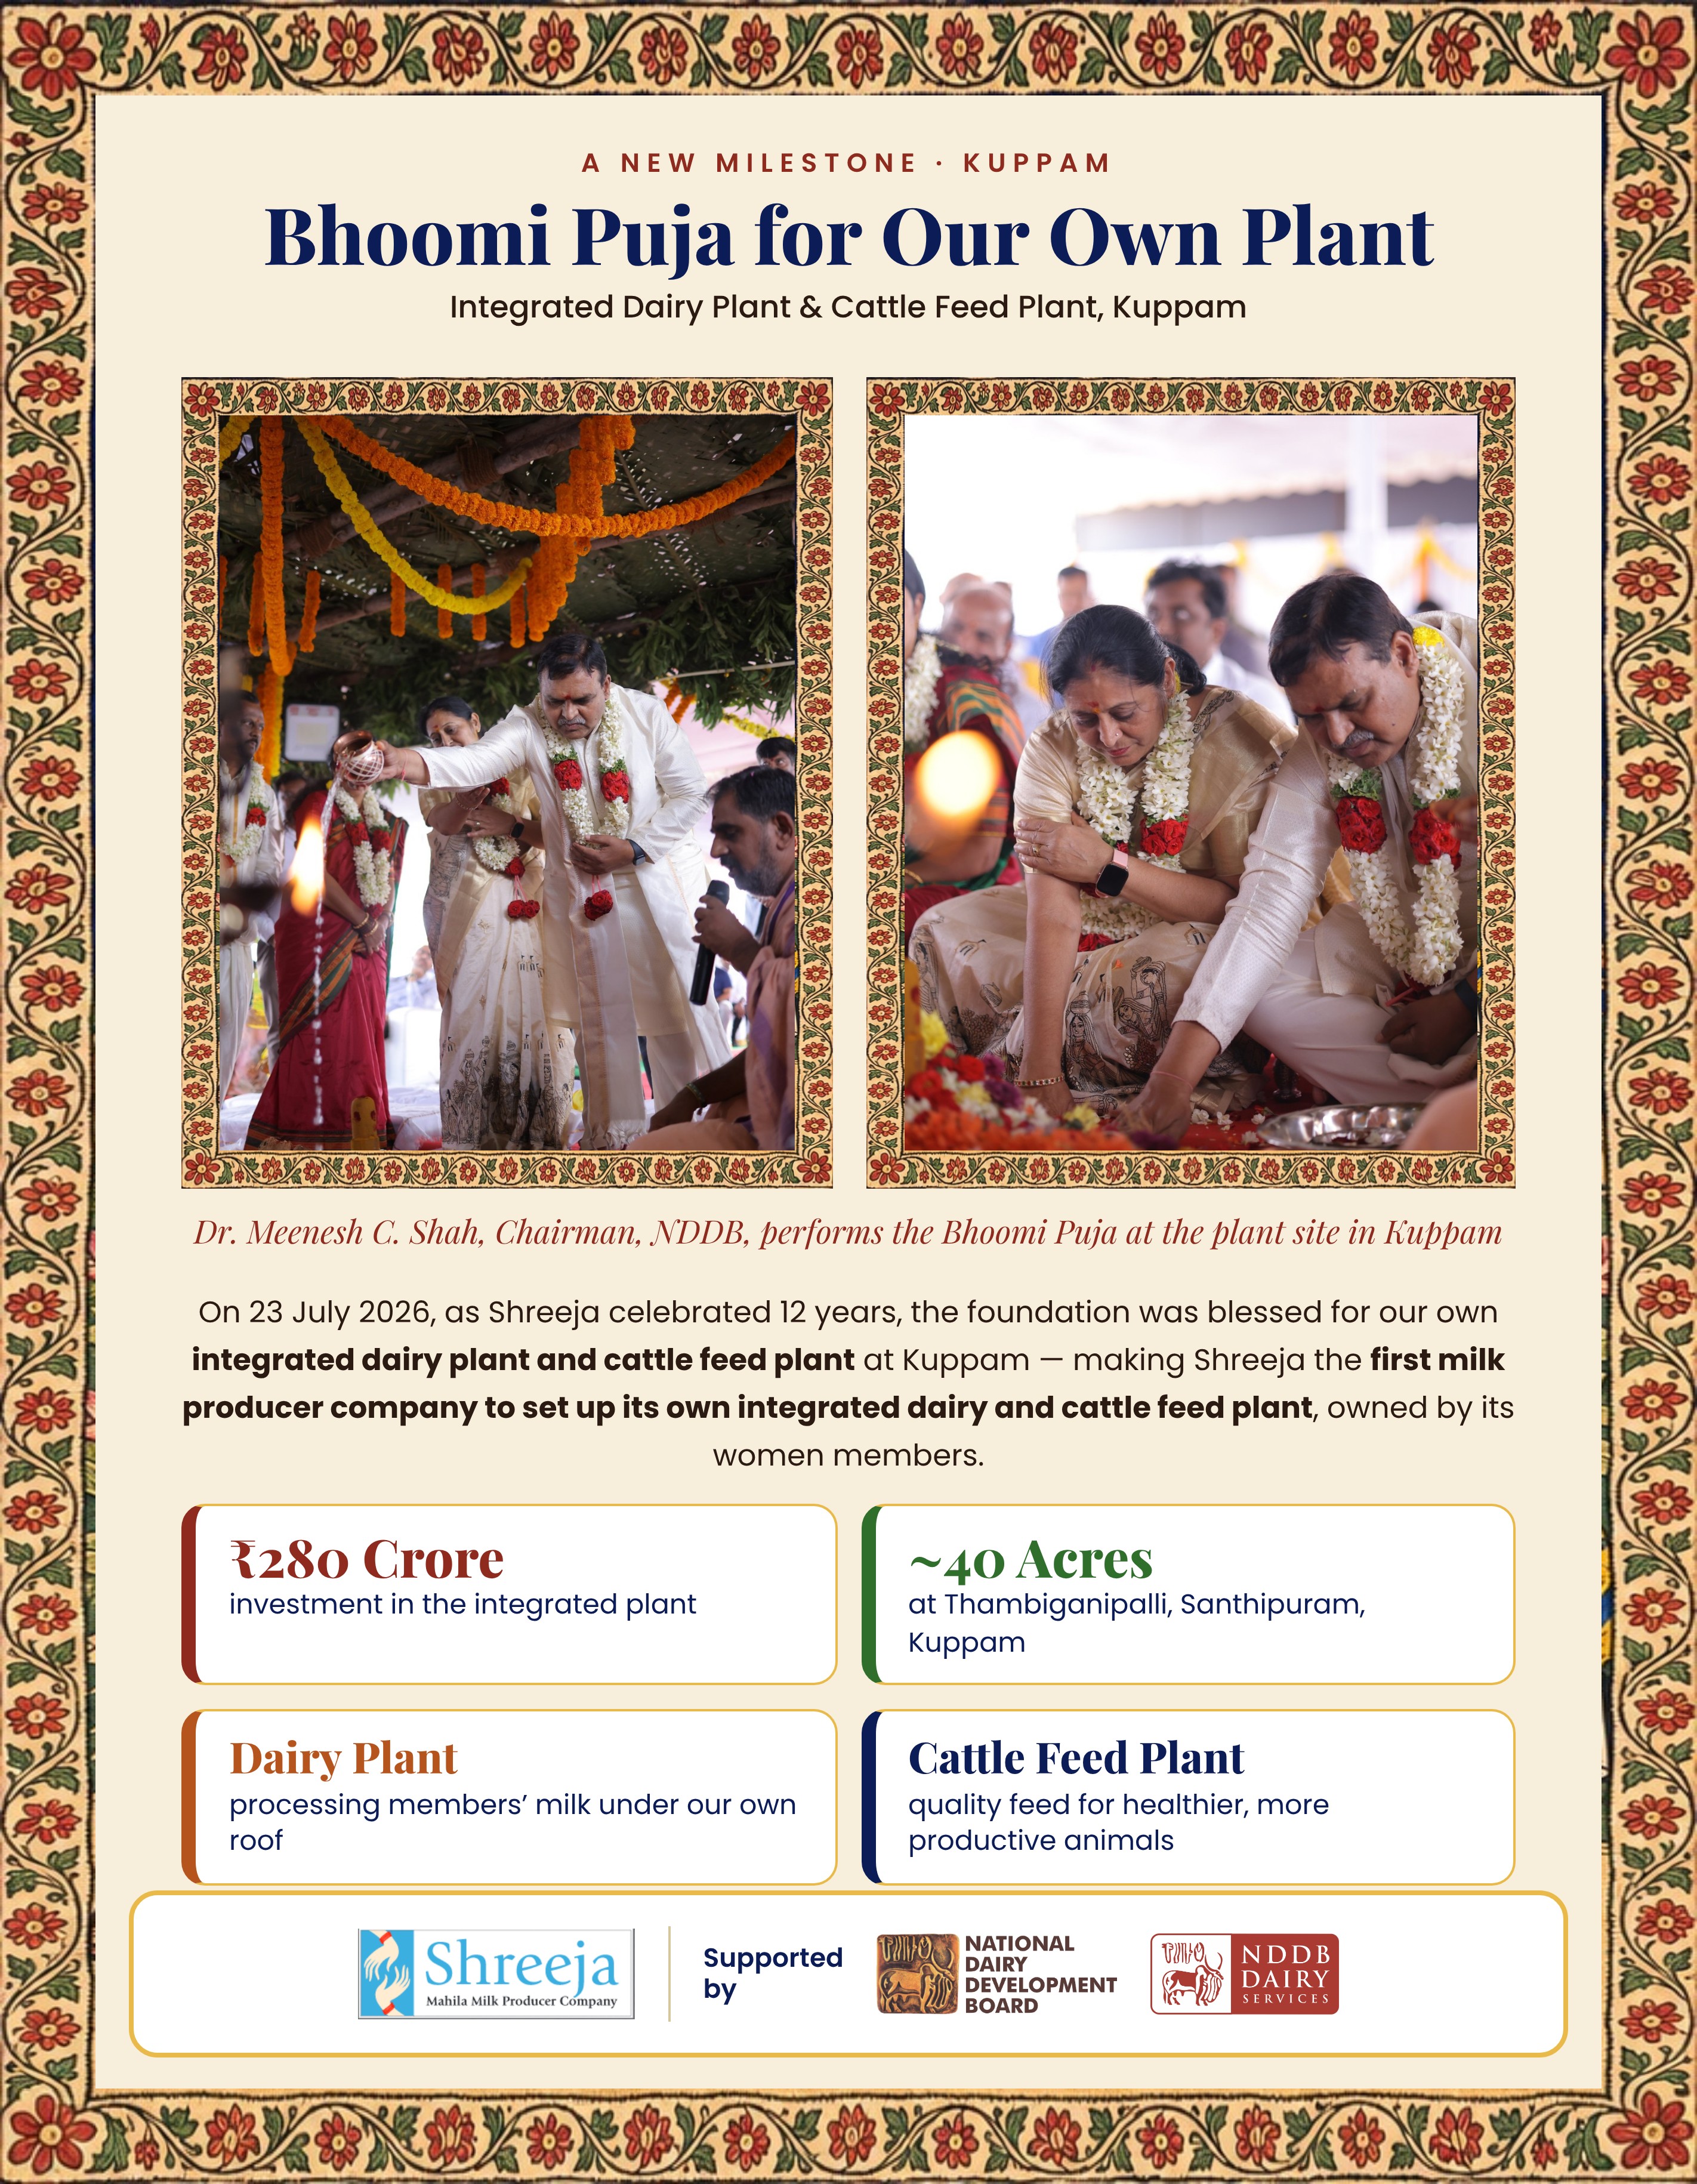 A NEW MILESTONE · KUPPAM
Bhoomi Puja for Our Own Plant
Integrated Dairy Plant & Cattle Feed Plant, Kuppam
Dr. Meenesh C. Shah, Chairman, NDDB, performs the Bhoomi Puja at the plant site in Kuppam
On 23 July 2026, as Shreeja celebrated 12 years, the foundation was blessed for our own
integrated dairy plant and cattle feed plant at Kuppam — making Shreeja the first milk
producer company to set up its own integrated dairy and cattle feed plant, owned by its
women members.
₹280 Crore
investment in the integrated plant
~40 Acres
at Thambiganipalli, Santhipuram,
Kuppam
Dairy Plant
processing members’ milk under our own
roof
Cattle Feed Plant
quality feed for healthier, more
productive animals
Shreeja
Mahila Milk Producer Company
Supported
by
NATIONAL
DAIRY
DEVELOPMENT
BOARD
NDDB
DAIRY
SERVICES